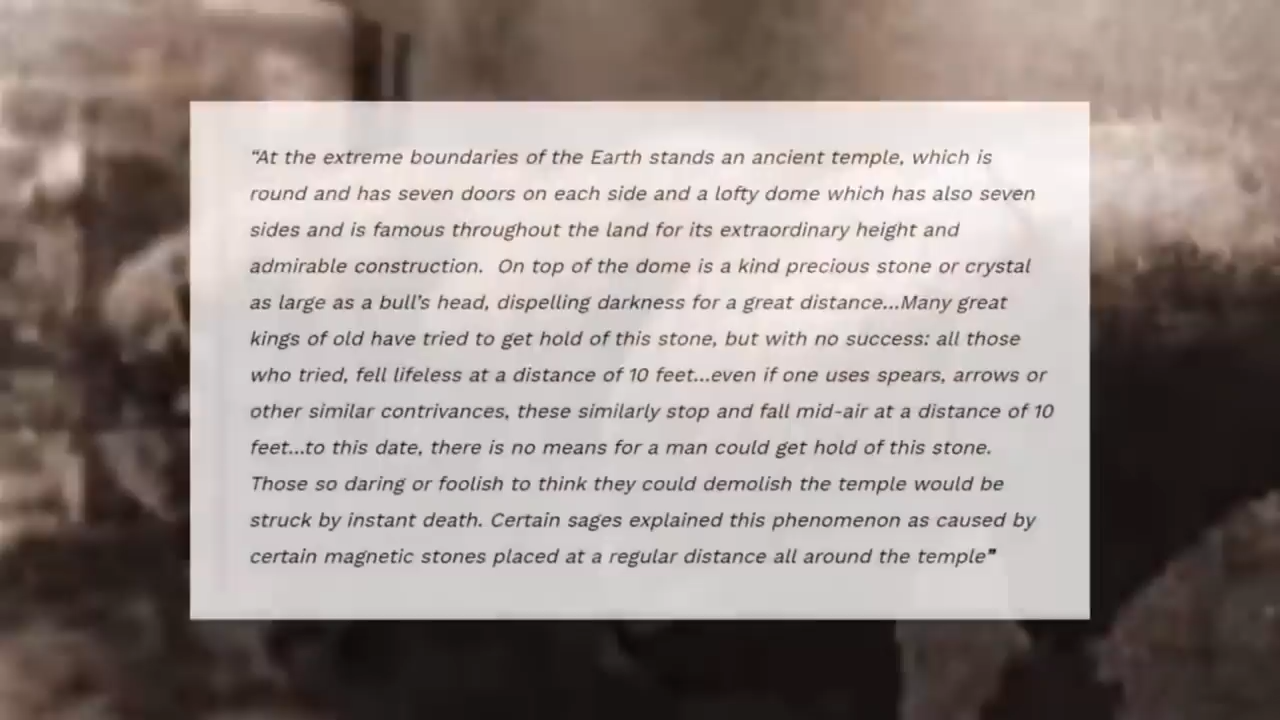 “At the extreme boundaries of the Earth stands an ancient temple, which is
round and has seven doors on each side and a lofty dome which has also seven
sides and is famous throughout the land for its extraordinary height and
admirable construction.  On top of the dome is a kind precious stone or crystal
as large as a bull’s head, dispelling darkness for a great distance...Many great
kings of old have tried to get hold of this stone, but with no success: all those
who tried, fell lifeless at a distance of 10 feet...even if one uses spears, arrows or
other similar contrivances, these similarly stop and fall mid-air at a distance of 10
feet...to this date, there is no means for a man could get hold of this stone.
Those so daring or foolish to think they could demolish the temple would be
struck by instant death. Certain sages explained this phenomenon as caused by
certain magnetic stones placed at a regular distance all around the temple”